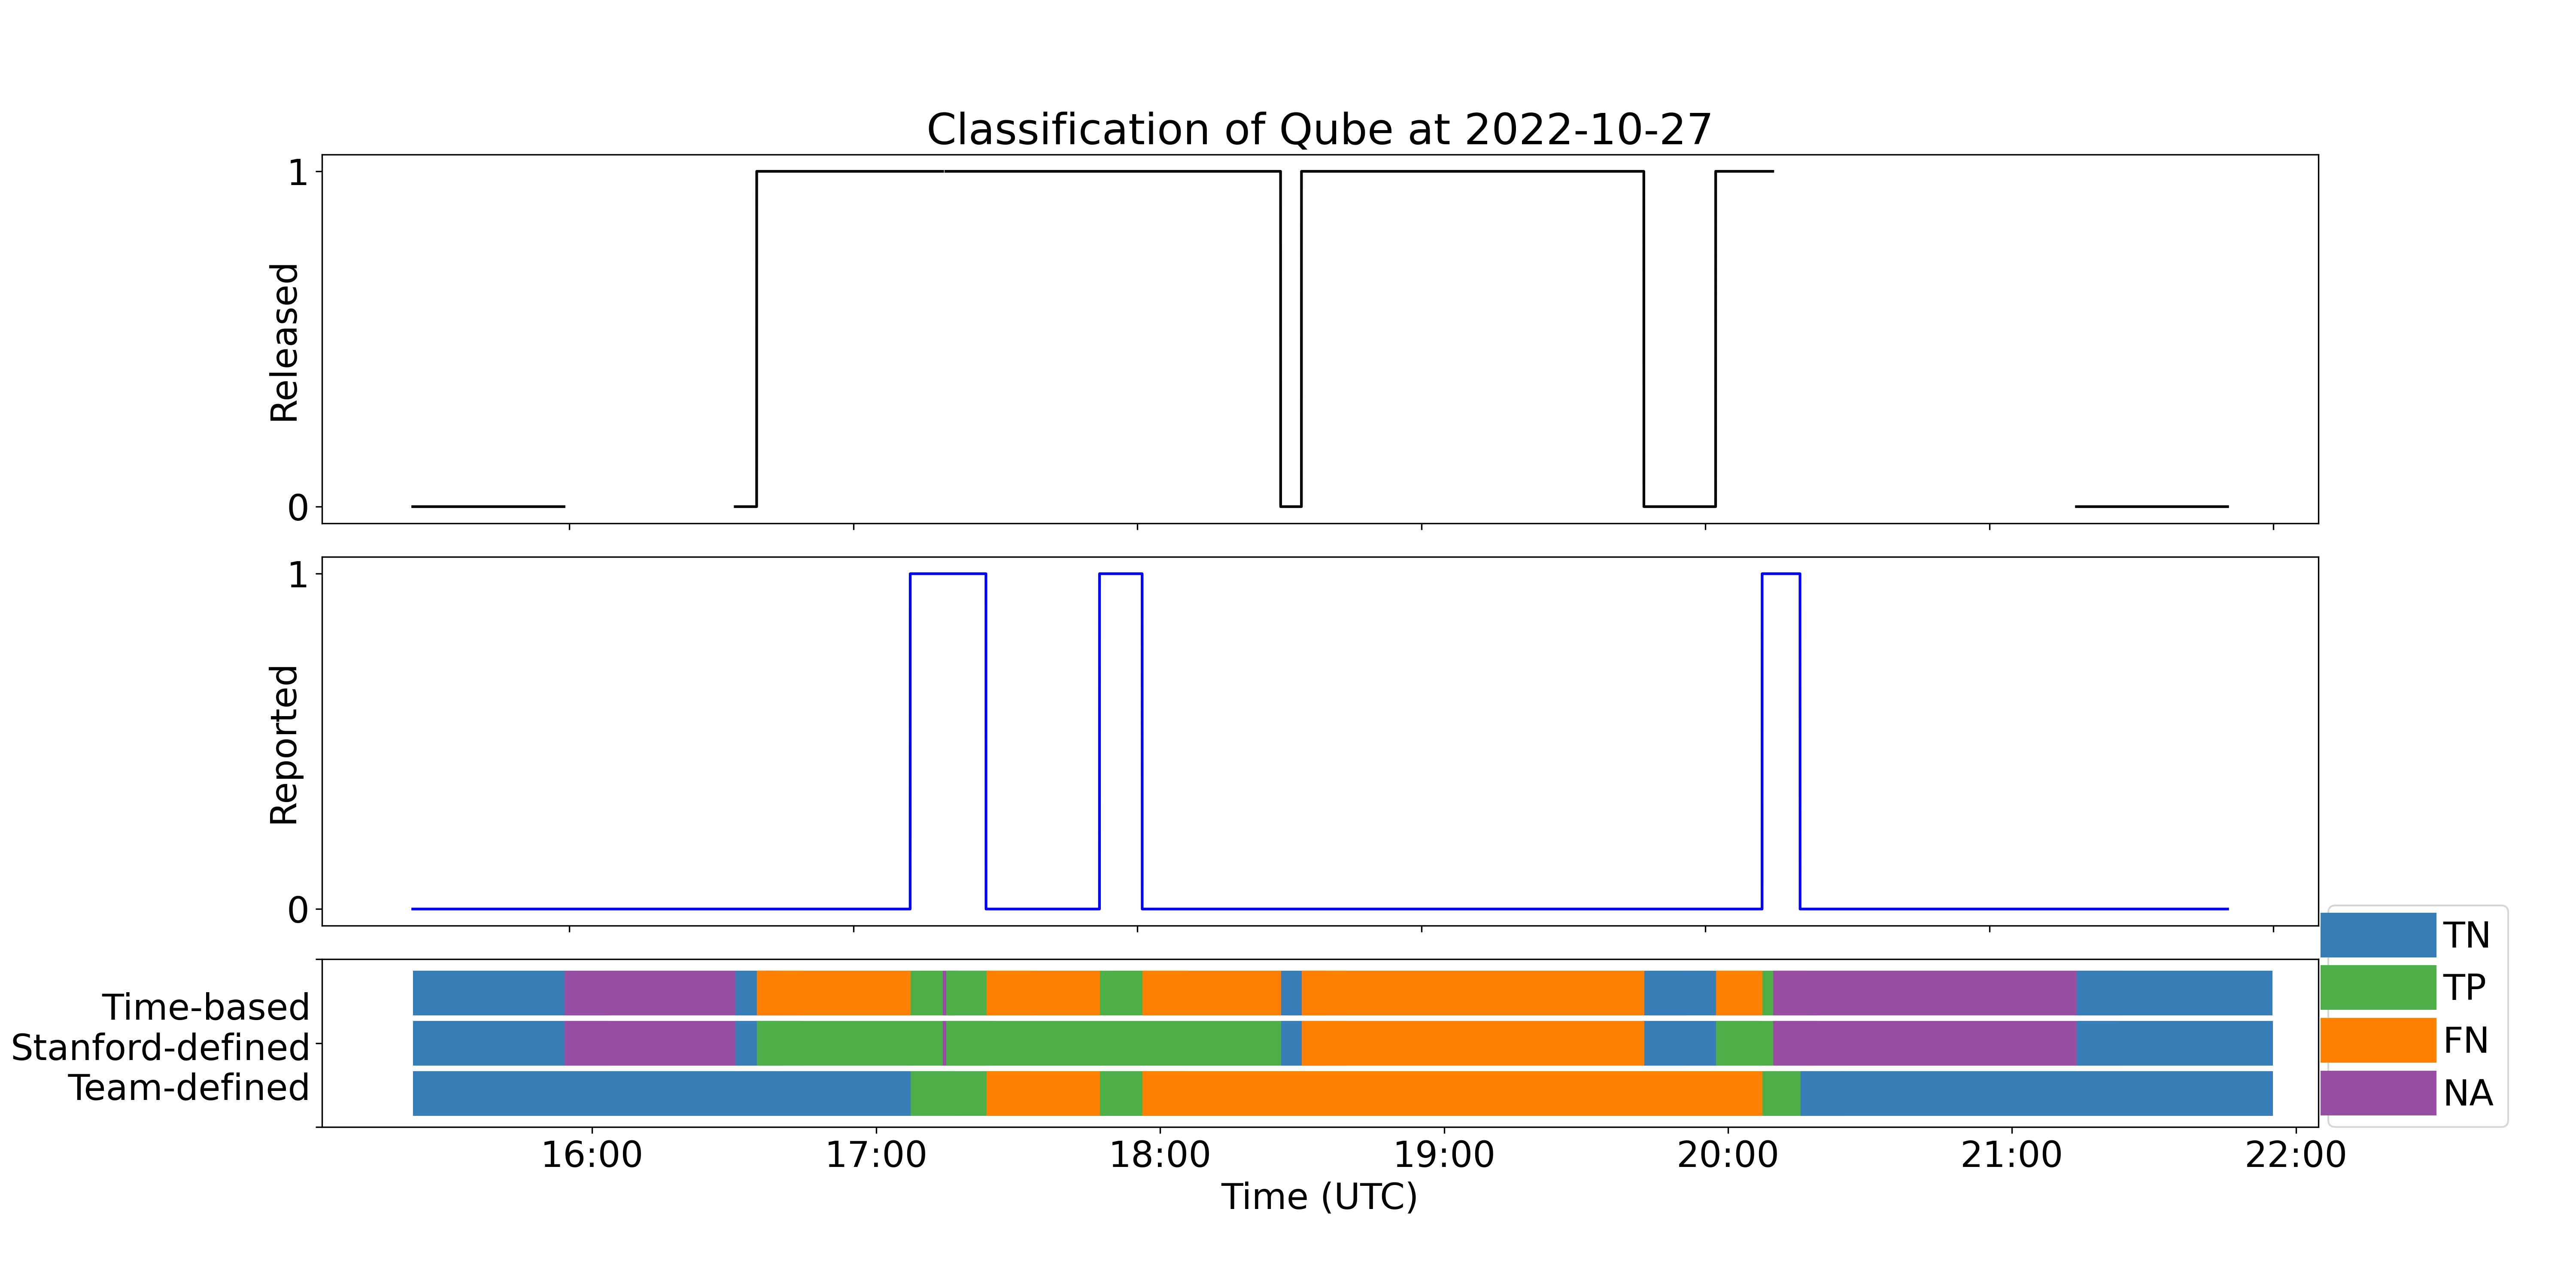 Classification of Qube at 2022-10-27
1
Released
0
1
Reported
0
TN
TP
FN
NA
Time-based
Stanford-defined
Team-defined
16:00 17:00 18:00 19:00 20:00 21:00 22:00
Time (UTC)